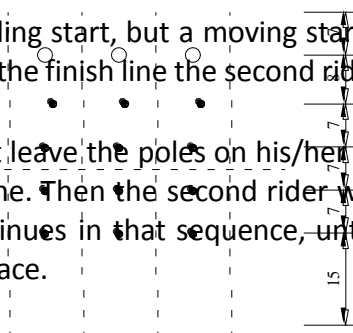 ling start, but a moving star
the finish line the second rid
t leave the poles on his/her
ne. Then the second rider w
inues in that sequence, unt
ace.
7
7
7
15